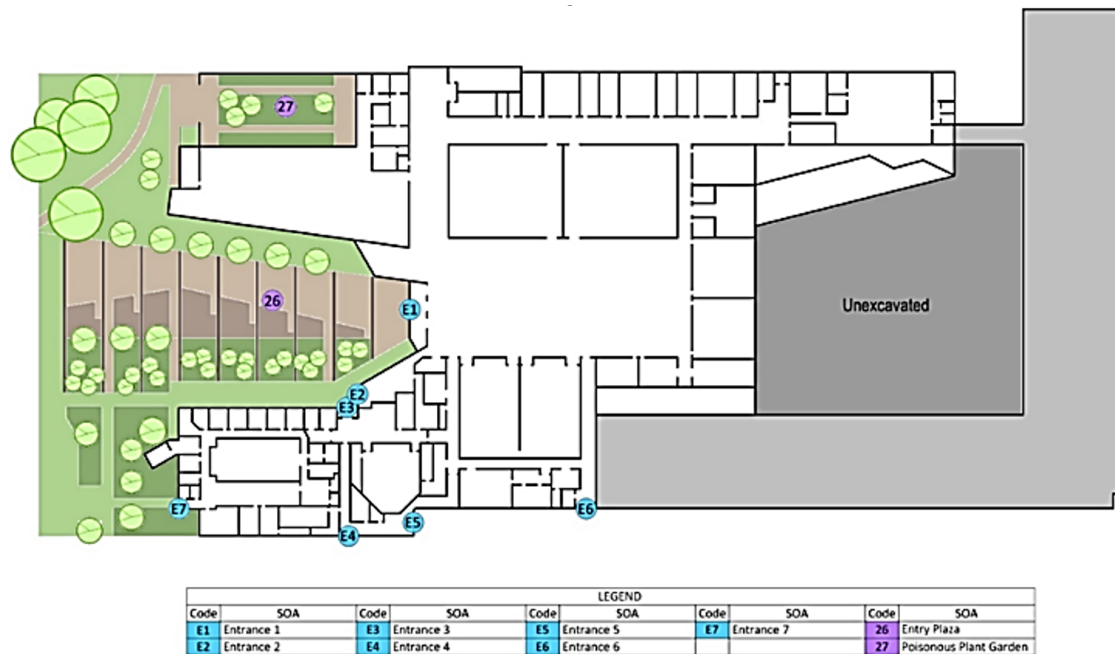 27
26
E1
Unexcavated
E2
E3
E7
E6
E5
E4
LEGEND
Code SOA Code SOA Code SOA Code SOA Code SOA
E1 Entrance 1 E3 Entrance 3 E5 Entrance 5 E7 Entrance 7 26 Entry Plaza
E2 Entrance 2 E4 Entrance 4 E6 Entrance 6 27 Poisonous Plant Garden